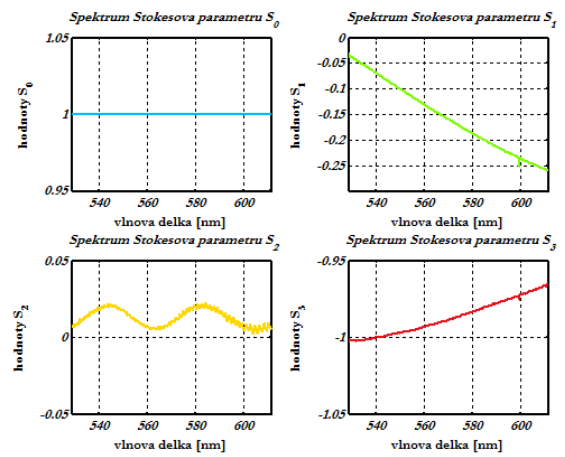 Spektrum Stokesova parametru S0
hodnoty S0
1.05
1
0.95
540 560 580 600
vlnova delka [nm]
Spektrum Stokesova parametru S1
hodnoty S1
0
-0.05
-0.1
-0.15
-0.2
-0.25
540 560 580 600
vlnova delka [nm]
Spektrum Stokesova parametru S2
hodnoty S2
0.05
0
-0.05
540 560 580 600
vlnova delka [nm]
Spektrum Stokesova parametru S3
hodnoty S3
-0.95
-1
-1.05
540 560 580 600
vlnova delka [nm]